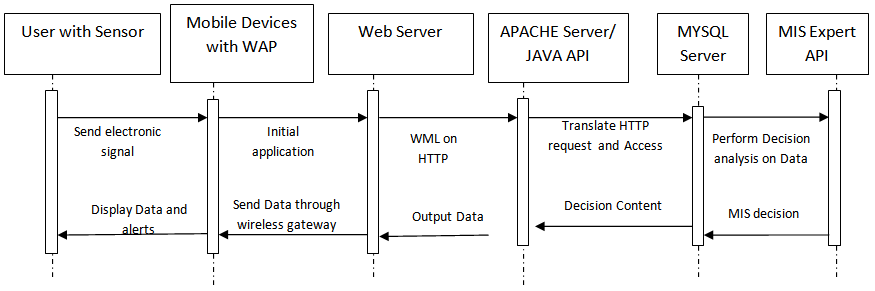 User with Sensor
Mobile Devices
with WAP
Web Server
APACHE Server/
JAVA API
MYSQL
Server
MIS Expert
API
Send electronic
signal
Initial
application
WML on
HTTP
Translate HTTP
request and Access
Perform Decision
analysis on Data
Display Data and
alerts
Send Data through
wireless gateway
Output Data
Decision Content
MIS decision